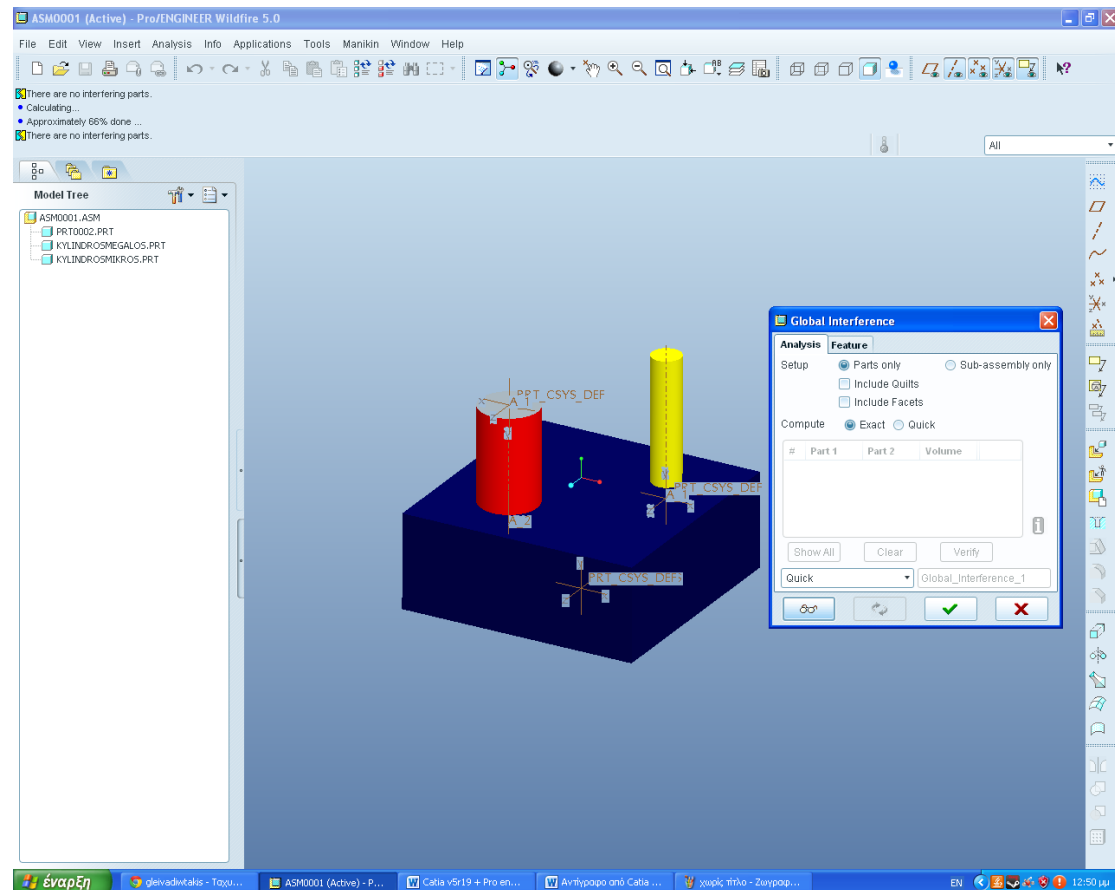 ASM0001 (Active) - Pro/ENGINEER Wildfire 5.0
File Edit View Insert Analysis Info Applications Tools Manikin Window Help
There are no interfering parts.
Calculating...
Approximately 66% done ...
There are no interfering parts.
All
Model Tree
ASM0001.ASM
PRT0002.PRT
KYLINDROSMEGALOS.PRT
KYLINDROSMIKROS.PRT
PRT_CSYS_DEF
A_1
A_2
PRT_CSYS_DEF
A_1
PRT_CSYS_DEF
Global Interference
Analysis Feature
Setup Parts only Sub-assembly only
Include Quilts
Include Facets
Compute Exact Quick
# Part 1 Part 2 Volume
Show All Clear Verify
Quick Global_Interference_1
έναρξη gleivadiwtakis - Ταχυ... ASM0001 (Active) - P... Catia v5r19 + Pro en... Αντίγραφο από Catia ... χωρίς τίτλο - Ζωγραφ... EN 12:50 μμ